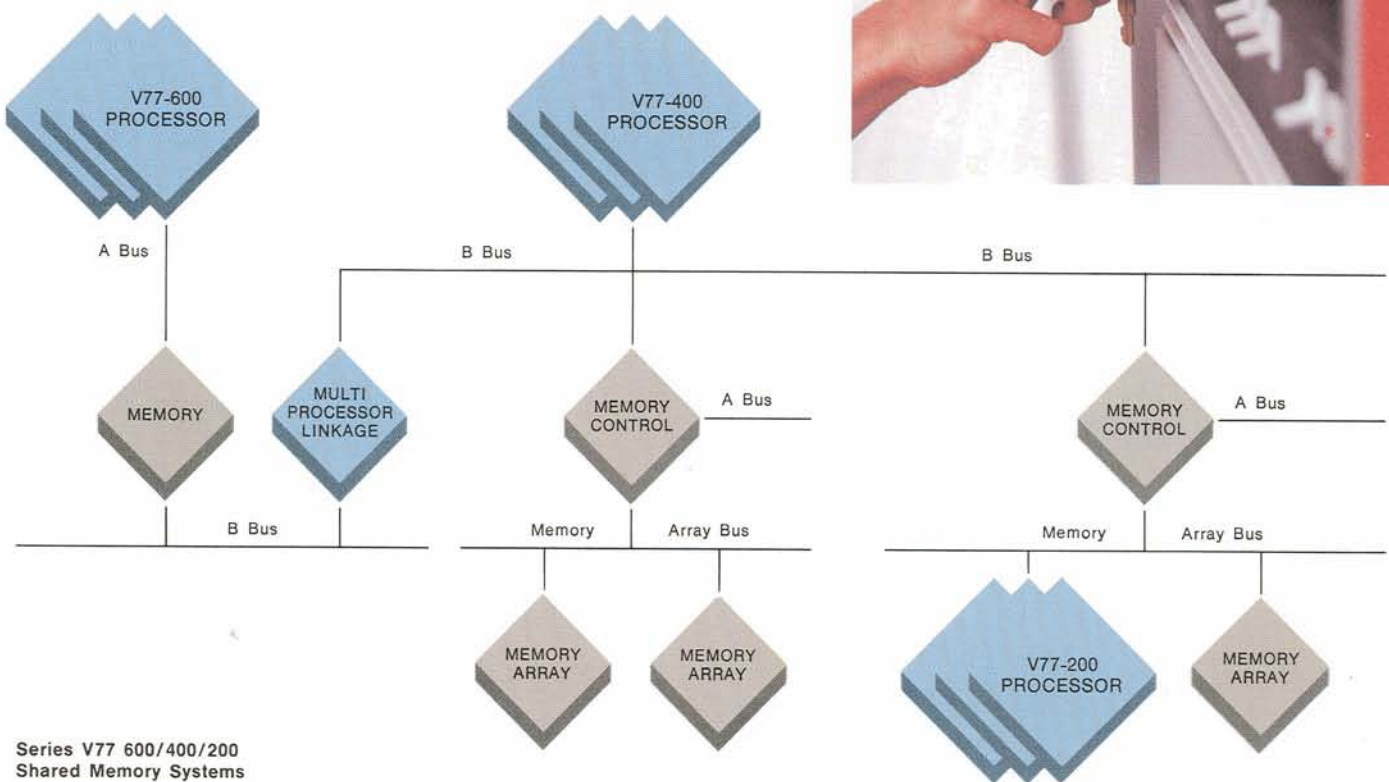 V77-600
PROCESSOR
V77-400
PROCESSOR
A Bus
B Bus
B Bus
MEMORY
MULTI
PROCESSOR
LINKAGE
MEMORY
CONTROL
A Bus
MEMORY
CONTROL
A Bus
B Bus
Memory
Array Bus
Memory
Array Bus
MEMORY
ARRAY
MEMORY
ARRAY
V77-200
PROCESSOR
MEMORY
ARRAY
Series V77 600/400/200
Shared Memory Systems